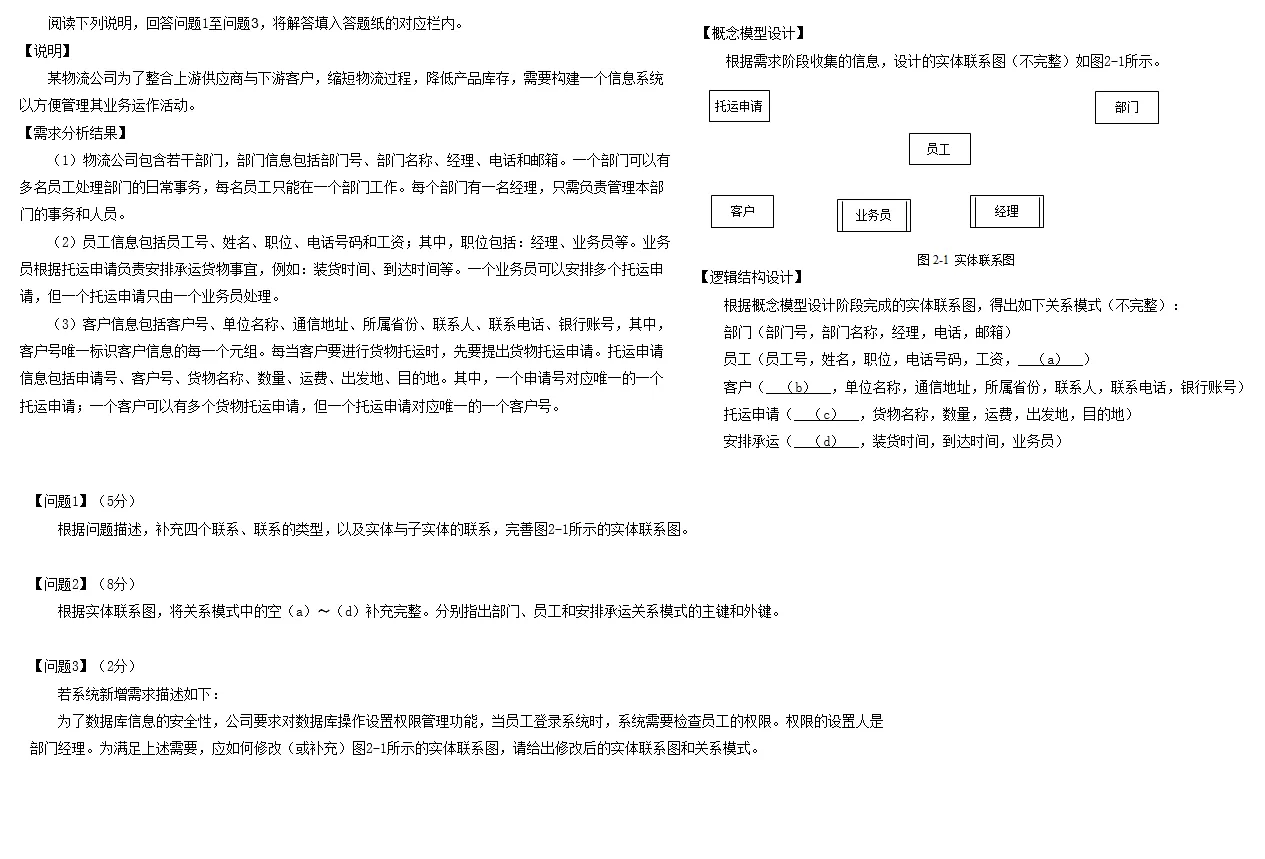 阅读下列说明，回答问题1至问题3，将解答填入答题纸的对应栏内。
【说明】
某物流公司为了整合上游供应商与下游客户，缩短物流过程，降低产品库存，需要构建一个信息系统
以方便管理其业务运作活动。
【需求分析结果】
（1）物流公司包含若干部门，部门信息包括部门号、部门名称、经理、电话和邮箱。一个部门可以有
多名员工处理部门的日常事务，每名员工只能在一个部门工作。每个部门有一名经理，只需负责管理本部
门的事务和人员。
（2）员工信息包括员工号、姓名、职位、电话号码和工资；其中，职位包括：经理、业务员等。业务
员根据托运申请负责安排承运货物事宜，例如：装货时间、到达时间等。一个业务员可以安排多个托运申
请，但一个托运申请只由一个业务员处理。
（3）客户信息包括客户号、单位名称、通信地址、所属省份、联系人、联系电话、银行账号，其中，
客户号唯一标识客户信息的每一个元组。每当客户要进行货物托运时，先要提出货物托运申请。托运申请
信息包括申请号、客户号、货物名称、数量、运费、出发地、目的地。其中，一个申请号对应唯一的一个
托运申请；一个客户可以有多个货物托运申请，但一个托运申请对应唯一的一个客户号。
【概念模型设计】
根据需求阶段收集的信息，设计的实体联系图（不完整）如图2-1所示。
托运申请
部门
员工
客户
业务员
经理
图 2-1 实体联系图
【逻辑结构设计】
根据概念模型设计阶段完成的实体联系图，得出如下关系模式（不完整）：
部门（部门号，部门名称，经理，电话，邮箱）
员工（员工号，姓名，职位，电话号码，工资，（a））
客户（（b），单位名称，通信地址，所属省份，联系人，联系电话，银行账号）
托运申请（（c），货物名称，数量，运费，出发地，目的地）
安排承运（（d），装货时间，到达时间，业务员）
【问题1】（5分）
根据问题描述，补充四个联系、联系的类型，以及实体与子实体的联系，完善图2-1所示的实体联系图。
【问题2】（8分）
根据实体联系图，将关系模式中的空（a）～（d）补充完整。分别指出部门、员工和安排承运关系模式的主键和外键。
【问题3】（2分）
若系统新增需求描述如下：
为了数据库信息的安全性，公司要求对数据库操作设置权限管理功能，当员工登录系统时，系统需要检查员工的权限。权限的设置人是
部门经理。为满足上述需要，应如何修改（或补充）图2-1所示的实体联系图，请给出修改后的实体联系图和关系模式。